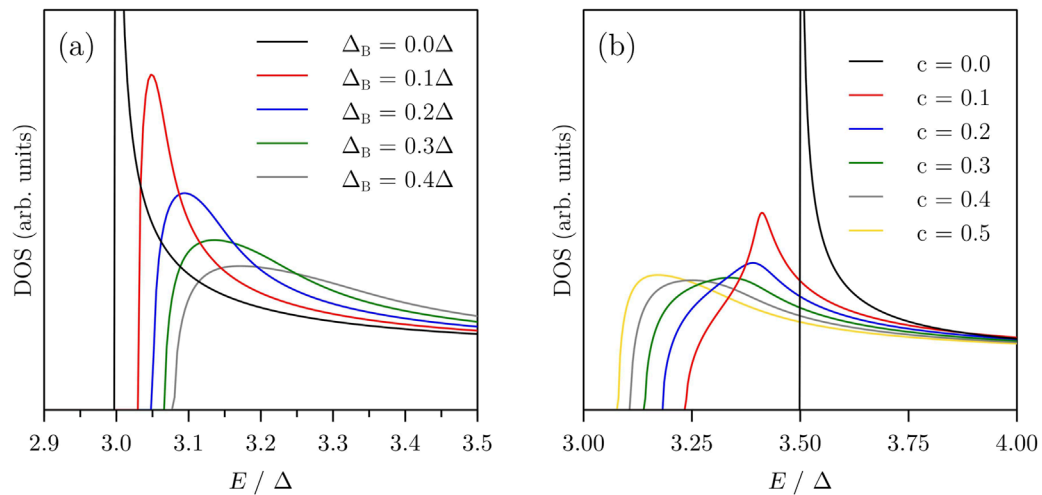 (a)
Δ_B = 0.0Δ
Δ_B = 0.1Δ
Δ_B = 0.2Δ
Δ_B = 0.3Δ
Δ_B = 0.4Δ
DOS (arb. units)
2.9 3.0 3.1 3.2 3.3 3.4 3.5
E / Δ
(b)
c = 0.0
c = 0.1
c = 0.2
c = 0.3
c = 0.4
c = 0.5
DOS (arb. units)
3.00 3.25 3.50 3.75 4.00
E / Δ